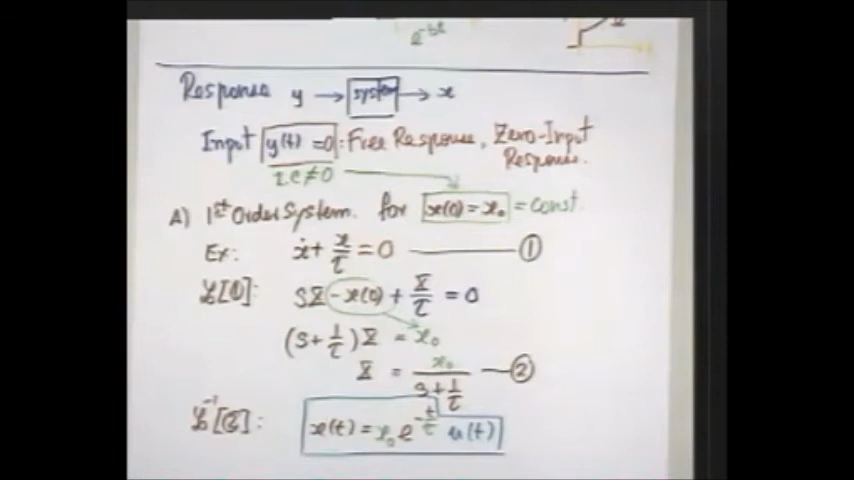 e^-bt
Response y → system → x
Input y(t) = 0 : Free Response, Zero-Input
Response.
I.C ≠ 0
A) 1st Order System. for x(0) = x₀ = const.
Ex: ẋ + x/τ = 0 ——— ①
ℒ[①]: sX - x(0) + X/τ = 0
(s + 1/τ)X = x₀
X = x₀/(s + 1/τ) — ②
ℒ⁻¹[②]: x(t) = x₀ e^(-t/τ) u(t)